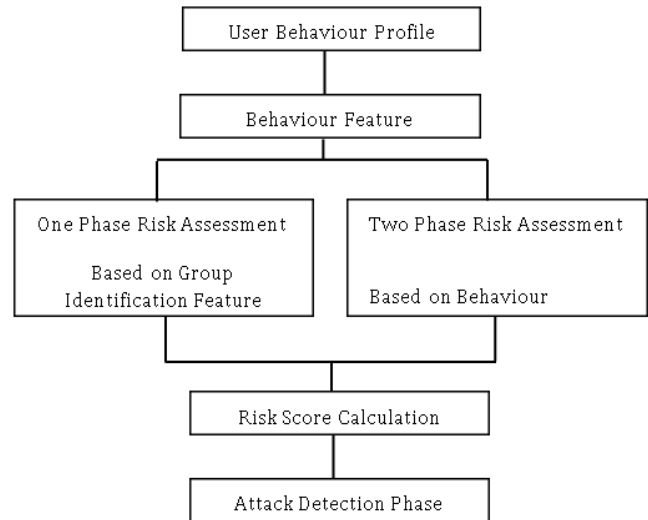 User Behaviour Profile
Behaviour Feature
One Phase Risk Assessment
Based on Group
Identification Feature
Two Phase Risk Assessment
Based on Behaviour
Risk Score Calculation
Attack Detection Phase